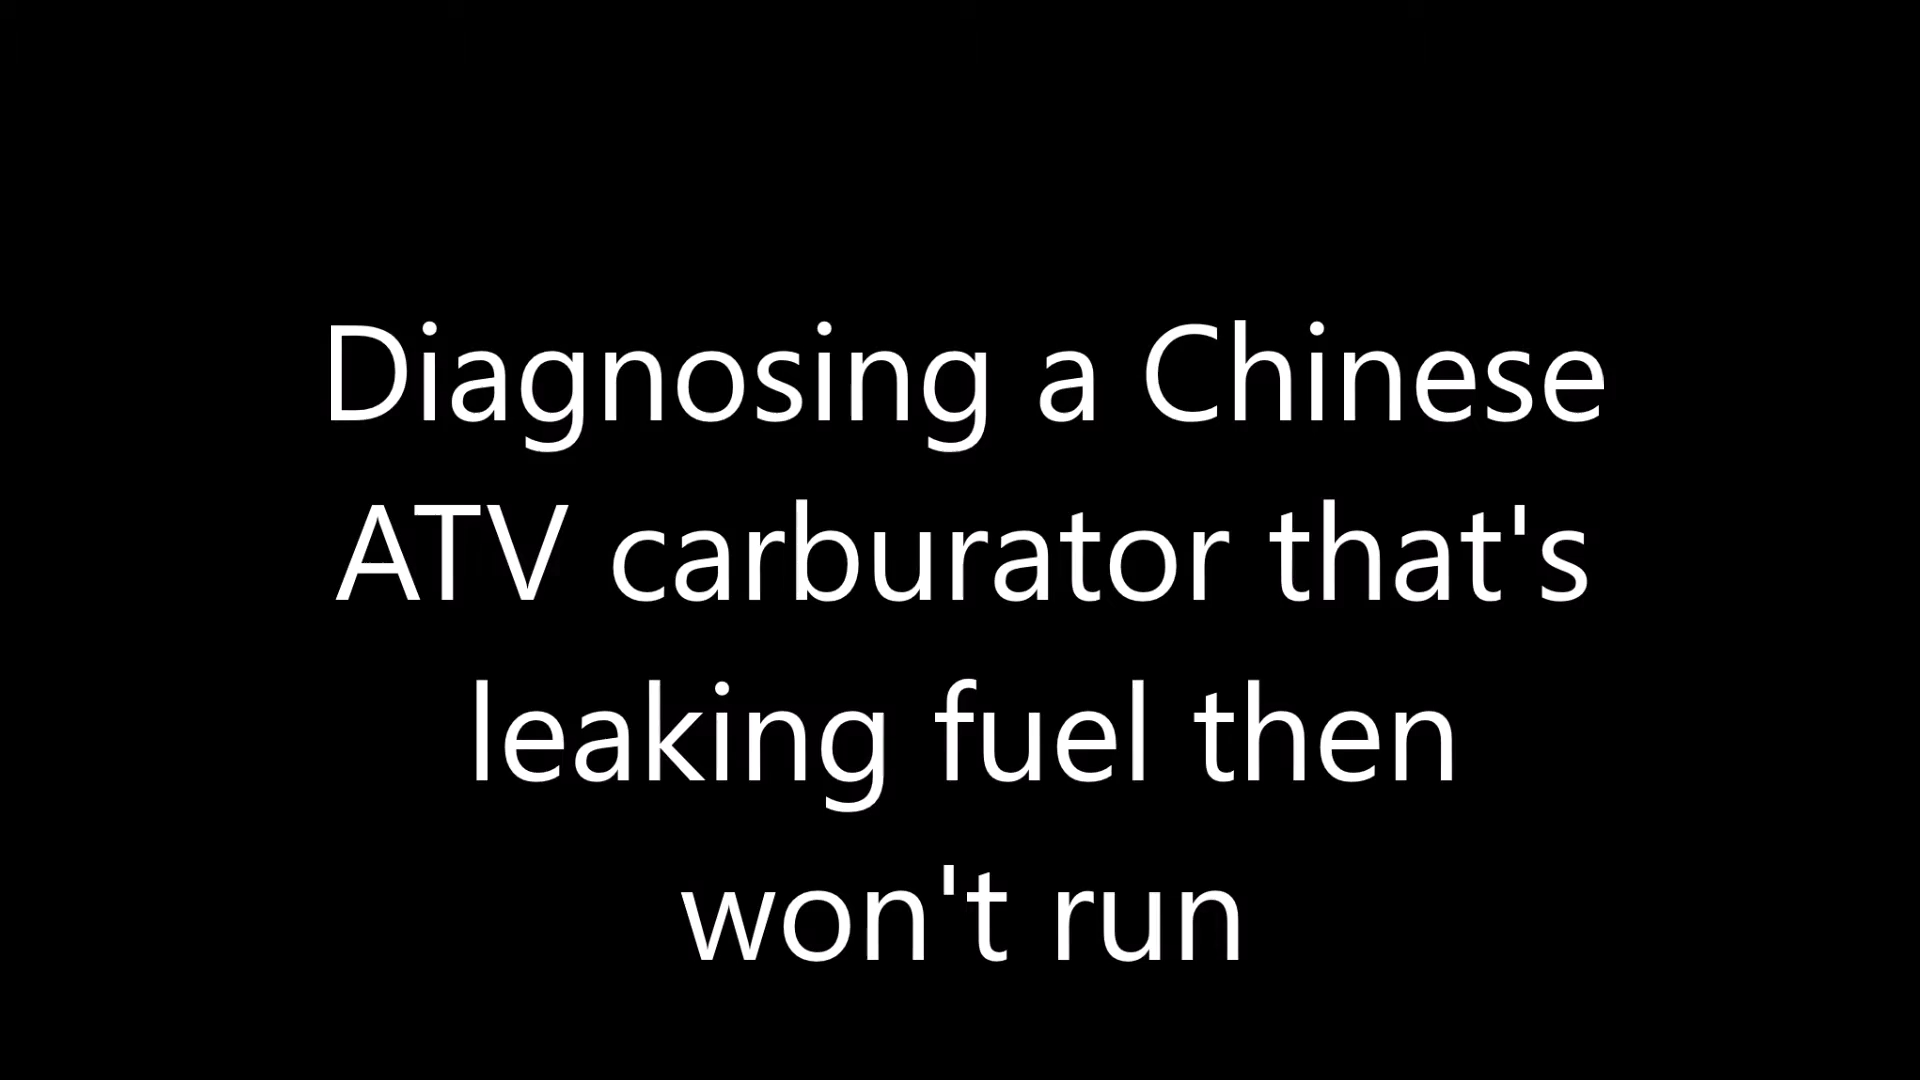 Diagnosing a Chinese
ATV carburator that's
leaking fuel then
won't run